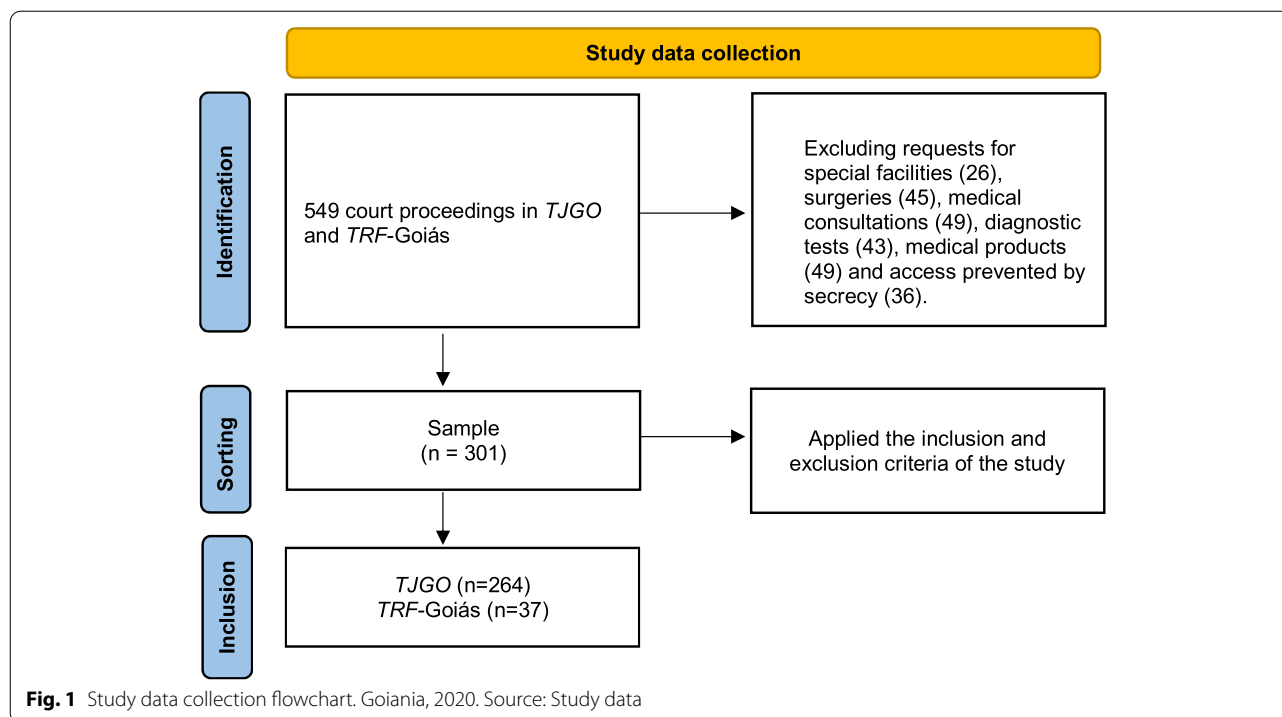 Study data collection
Identification
549 court proceedings in TJGO
and TRF-Goiás
Excluding requests for
special facilities (26),
surgeries (45), medical
consultations (49), diagnostic
tests (43), medical products
(49) and access prevented by
secrecy (36).
Sorting
Sample
(n = 301)
Applied the inclusion and
exclusion criteria of the study
Inclusion
TJGO (n=264)
TRF-Goiás (n=37)
Fig. 1 Study data collection flowchart. Goiania, 2020. Source: Study data